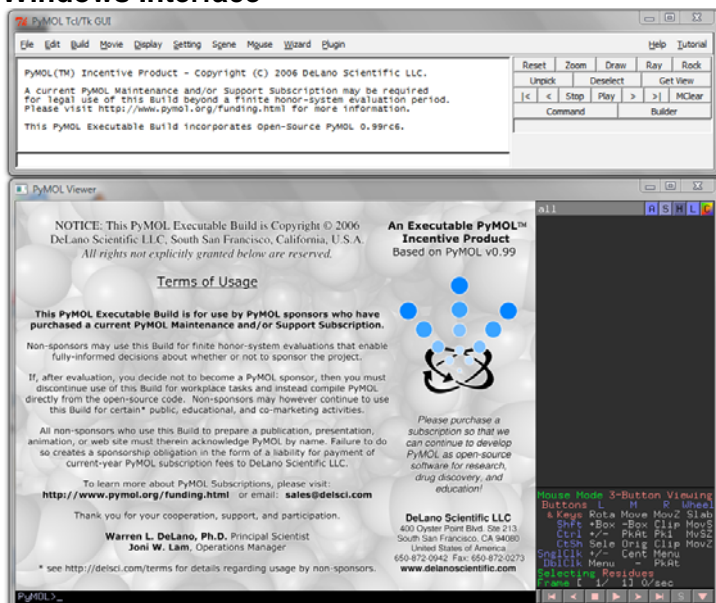 Windows Interface
PyMOL Tcl/Tk GUI
File Edit Build Movie Display Setting Scene Mouse Wizard Plugin
Help Tutorial
PyMOL(TM) Incentive Product - Copyright (C) 2006 DeLano Scientific LLC.
A current PyMOL Maintenance and/or Support Subscription may be required
for legal use of this Build beyond a finite honor-system evaluation period.
Please visit http://www.pymol.org/funding.html for more information.
This PyMOL Executable Build incorporates Open-Source PyMOL 0.99rc6.
Reset Zoom Draw Ray Rock
Unpick Deselect Get View
|< < Stop Play > >| MClear
Command Builder
PyMOL Viewer
NOTICE: This PyMOL Executable Build is Copyright © 2006
DeLano Scientific LLC, South San Francisco, California, U.S.A.
All rights not explicitly granted below are reserved.
Terms of Usage
This PyMOL Executable Build is for use by PyMOL sponsors who have
purchased a current PyMOL Maintenance and/or Support Subscription.
Non-sponsors may use this Build for finite honor-system evaluations that enable
fully-informed decisions about whether or not to sponsor the project.
If, after evaluation, you decide not to become a PyMOL sponsor, then you must
discontinue use of this Build for workplace tasks and instead compile PyMOL
directly from the open-source code. Non-sponsors may however continue to use
this Build for certain* public, educational, and co-marketing activities.
All non-sponsors who use this Build to prepare a publication, presentation,
animation, or web site must therein acknowledge PyMOL by name. Failure to do
so creates a sponsorship obligation in the form of a liability for payment of
current-year PyMOL subscription fees to DeLano Scientific LLC.
To learn more about PyMOL Subscriptions, please visit:
http://www.pymol.org/funding.html or email: sales@delsci.com
Thank you for your cooperation, support, and participation.
Warren L. DeLano, Ph.D. Principal Scientist
Joni W. Lam, Operations Manager
* see http://delsci.com/terms for details regarding usage by non-sponsors.
An Executable PyMOL™
Incentive Product
Based on PyMOL v0.99
Please purchase a
subscription so that we
can continue to develop
PyMOL as open-source
software for research,
drug discovery, and
education!
DeLano Scientific LLC
400 Oyster Point Blvd. Ste 213
South San Francisco, CA 94080
United States of America
650-872-0942 Fax: 650-872-0273
www.delanoscientific.com
all A S H L C
Mouse Mode 3-Button Viewing
Buttons L M R Wheel
& Keys Rota Move MovZ Slab
Shft +Box -Box Clip MovS
Ctrl +/- PkAt Pk1 MvSZ
CtSh Sele Orig Clip MovZ
SnglClk +/- Cent Menu
DblClk Menu - PkAt
Selecting Residues
Frame [ 1/ 1] 0/sec
S
PyMOL>_